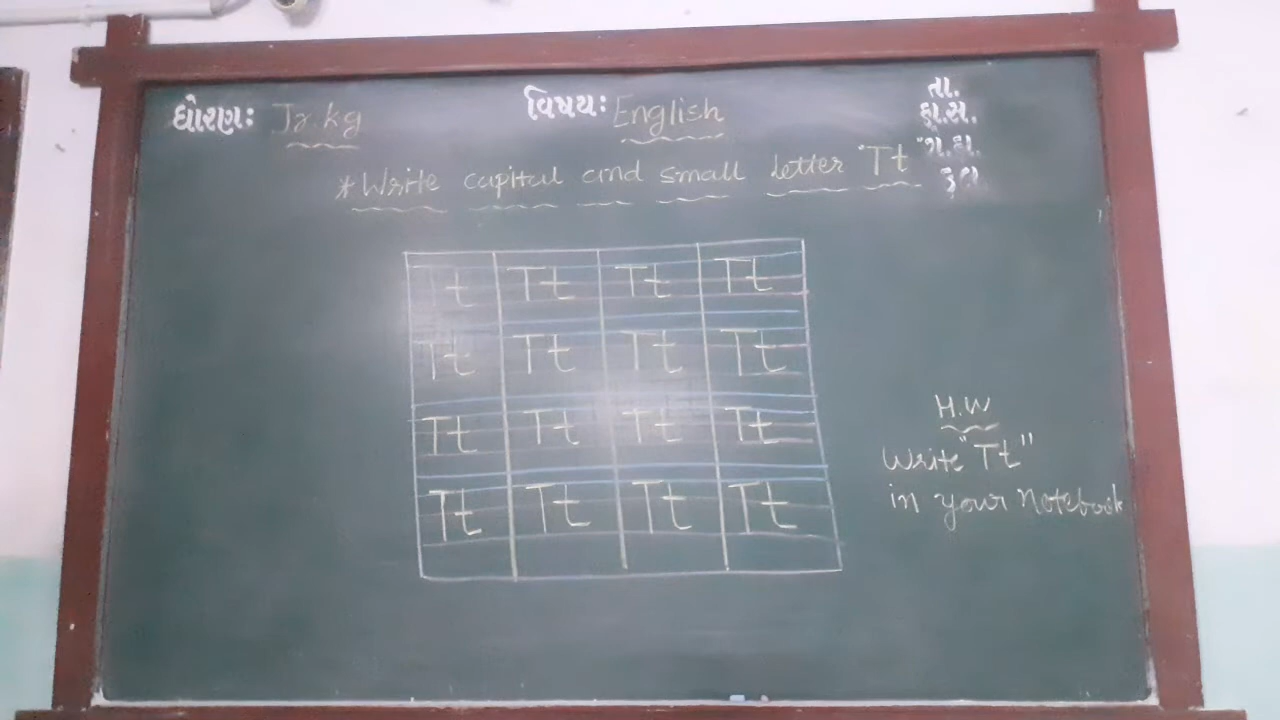 ધોરણ: Jr.kg વિષય: English
તા.
હા.સ.
ગે.હા.
કુલ
*Write capital and small letter "Tt
Tt Tt Tt Tt
Tt Tt Tt Tt
Tt Tt Tt Tt
Tt Tt Tt Tt
H.W
Write "Tt"
in your Notebook